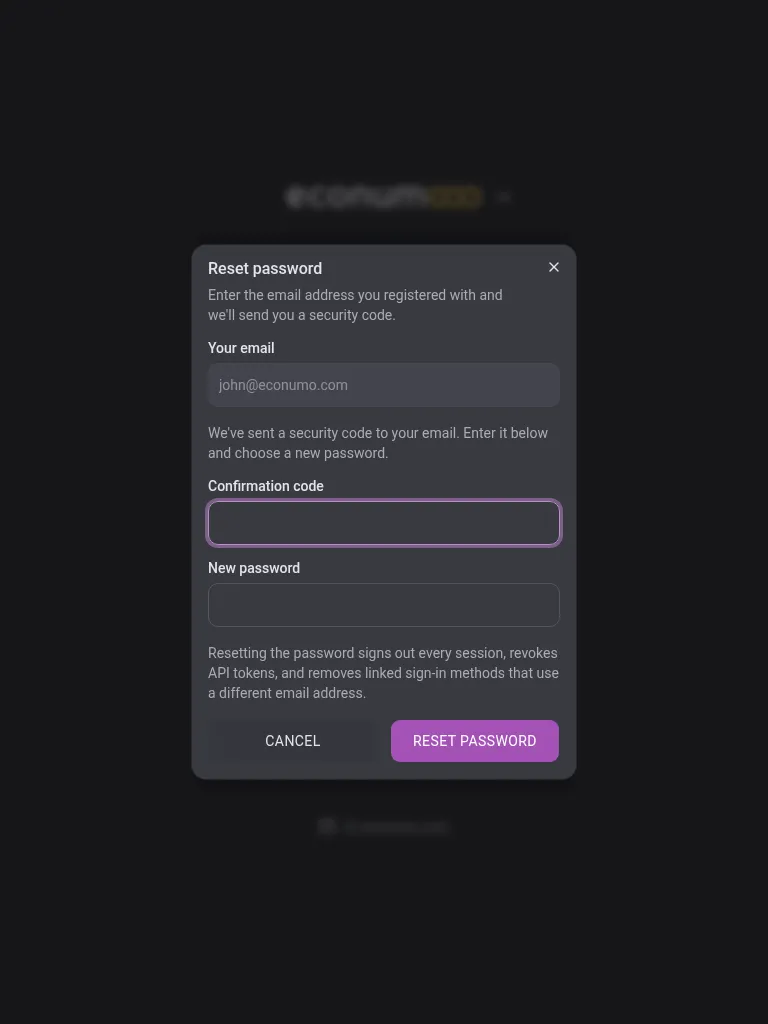 Reset password
Enter the email address you registered with and
we'll send you a security code.
Your email
john@econumo.com
We've sent a security code to your email. Enter it below
and choose a new password.
Confirmation code
New password
Resetting the password signs out every session, revokes
API tokens, and removes linked sign-in methods that use
a different email address.
CANCEL
RESET PASSWORD